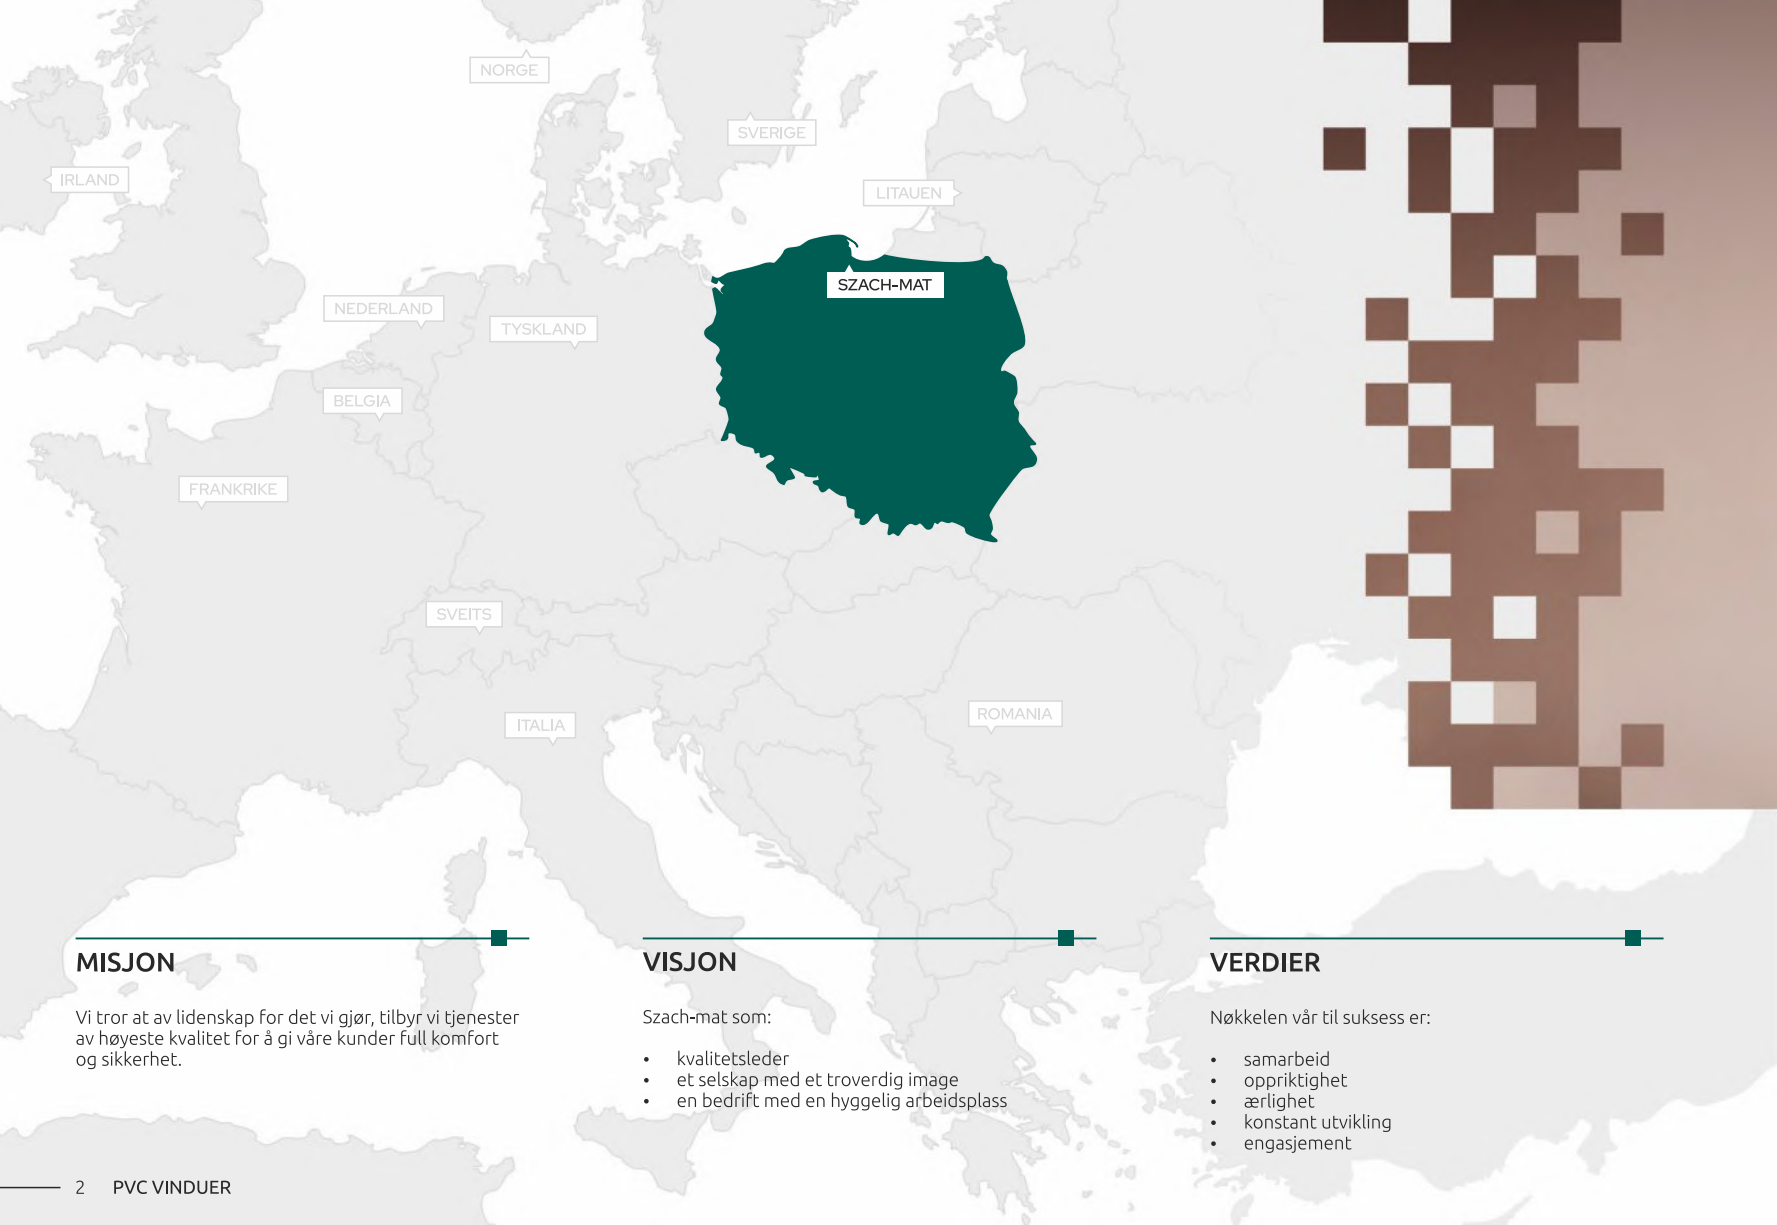 NORGE
SVERIGE
IRLAND
LITAUEN
SZACH-MAT
NEDERLAND
TYSKLAND
BELGIA
FRANKRIKE
SVEITS
ITALIA
ROMANIA
MISJON
Vi tror at av lidenskap for det vi gjør, tilbyr vi tjenester
av høyeste kvalitet for å gi våre kunder full komfort
og sikkerhet.
VISJON
Szach-mat som:
• kvalitetsleder
• et selskap med et troverdig image
• en bedrift med en hyggelig arbeidsplass
VERDIER
Nøkkelen vår til suksess er:
• samarbeid
• oppriktighet
• ærlighet
• konstant utvikling
• engasjement
2 PVC VINDUER